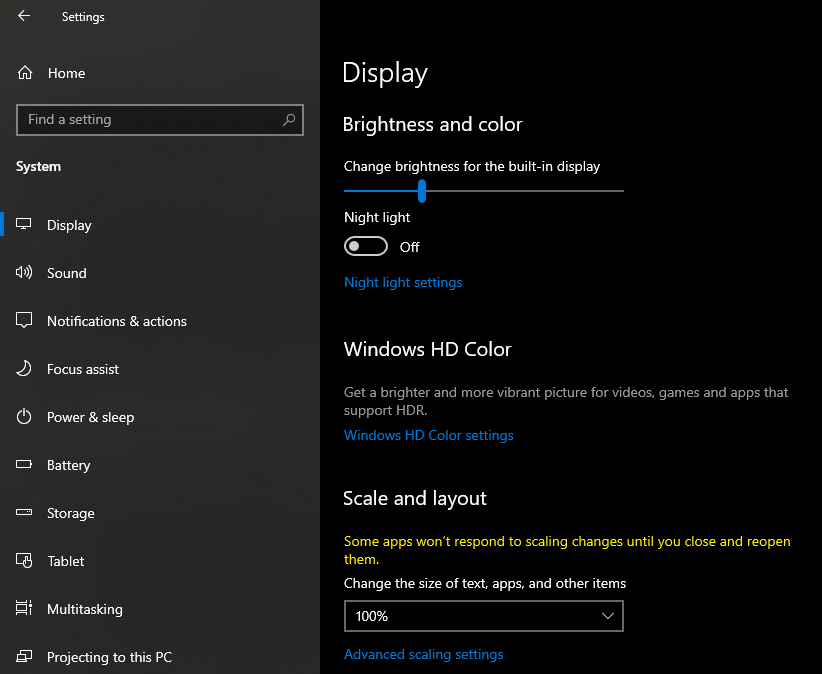 Settings
Home
Find a setting
System
Display
Sound
Notifications & actions
Focus assist
Power & sleep
Battery
Storage
Tablet
Multitasking
Projecting to this PC
Display
Brightness and color
Change brightness for the built-in display
Night light
Off
Night light settings
Windows HD Color
Get a brighter and more vibrant picture for videos, games and apps that
support HDR.
Windows HD Color settings
Scale and layout
Some apps won't respond to scaling changes until you close and reopen
them.
Change the size of text, apps, and other items
100%
Advanced scaling settings